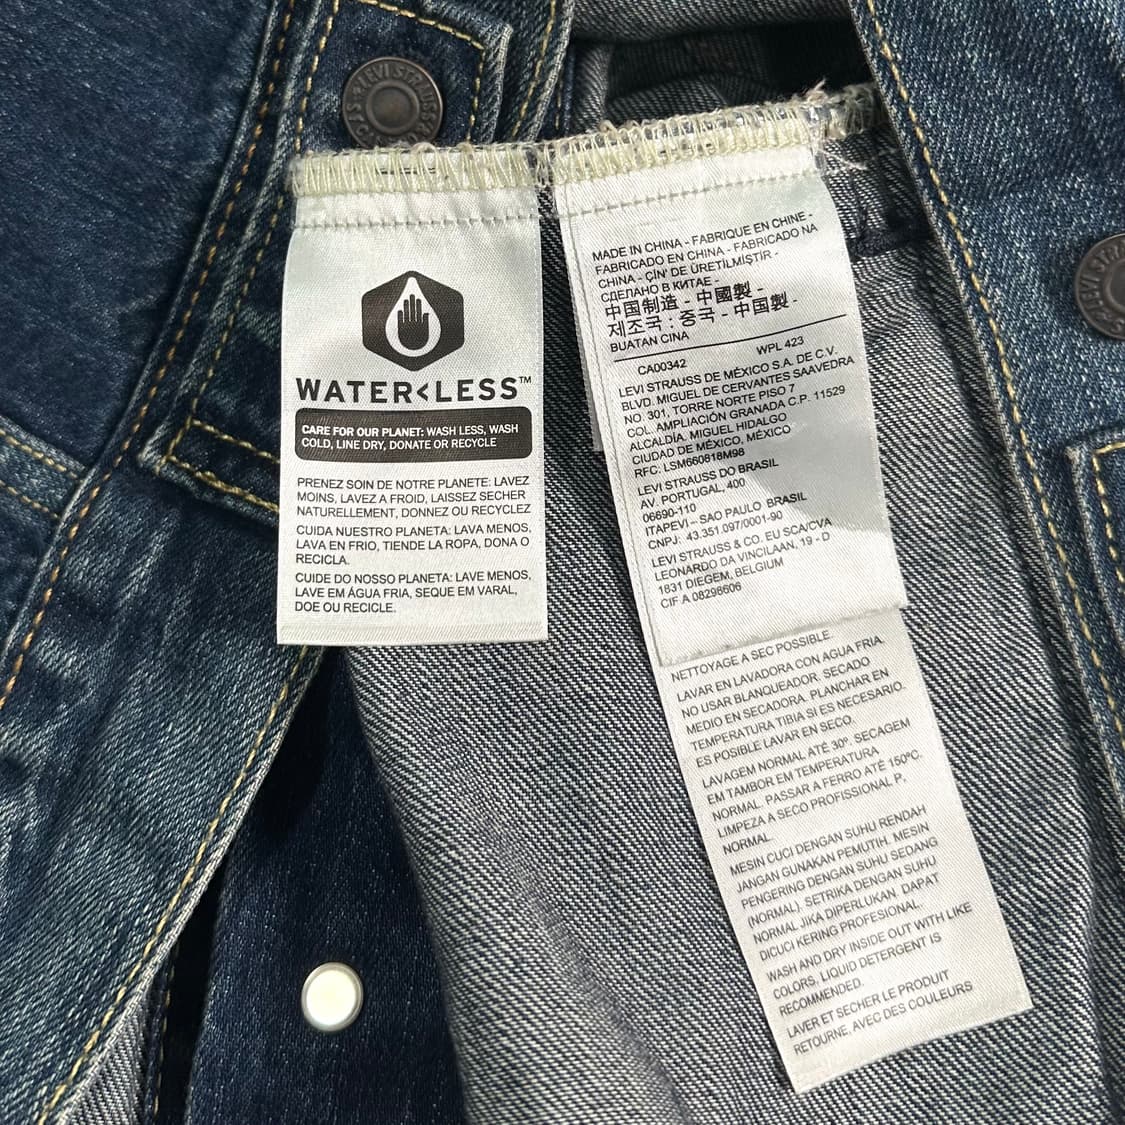 LEVI STRAUSS
WATER<LESS™
CARE FOR OUR PLANET: WASH LESS, WASH
COLD, LINE DRY, DONATE OR RECYCLE
PRENEZ SOIN DE NOTRE PLANETE: LAVEZ
MOINS, LAVEZ A FROID, LAISSEZ SECHER
NATURELLEMENT, DONNEZ OU RECYCLEZ
CUIDA NUESTRO PLANETA: LAVA MENOS,
LAVA EN FRIO, TIENDE LA ROPA, DONA O
RECICLA.
CUIDE DO NOSSO PLANETA: LAVE MENOS,
LAVE EM ÁGUA FRIA, SEQUE EM VARAL,
DOE OU RECICLE.
MADE IN CHINA - FABRIQUE EN CHINE -
FABRICADO EN CHINA - FABRICADO NA
CHINA - ÇİN' DE ÜRETİLMİŞTİR -
СДЕЛАНО В КИТАЕ -
中国制造 - 中國製 -
제조국 : 중국 - 中国製 -
BUATAN CINA
CA00342 WPL 423
LEVI STRAUSS DE MÉXICO S.A. DE C.V.
BLVD. MIGUEL DE CERVANTES SAAVEDRA
NO. 301, TORRE NORTE PISO 7
COL. AMPLIACIÓN GRANADA C.P. 11529
ALCALDÍA. MIGUEL HIDALGO
CIUDAD DE MÉXICO, MÉXICO
RFC: LSM660818M98
LEVI STRAUSS DO BRASIL
AV. PORTUGAL, 400
06690-110
ITAPEVI – SAO PAULO BRASIL
CNPJ: 43.351.097/0001-90
LEVI STRAUSS & CO. EU SCA/CVA
LEONARDO DA VINCILAAN, 19 - D
1831 DIEGEM, BELGIUM
CIF A 08298606
NETTOYAGE A SEC POSSIBLE.
LAVAR EN LAVADORA CON AGUA FRIA.
NO USAR BLANQUEADOR. SECADO
MEDIO EN SECADORA. PLANCHAR EN
TEMPERATURA TIBIA SI ES NECESARIO.
ES POSIBLE LAVAR EN SECO.
LAVAGEM NORMAL ATÉ 30º. SECAGEM
EM TAMBOR EM TEMPERATURA
NORMAL. PASSAR A FERRO ATÉ 150ºC.
LIMPEZA A SECO PROFISSIONAL P,
NORMAL.
MESIN CUCI DENGAN SUHU RENDAH
JANGAN GUNAKAN PEMUTIH. MESIN
PENGERING DENGAN SUHU SEDANG
(NORMAL). SETRIKA DENGAN SUHU
NORMAL JIKA DIPERLUKAN. DAPAT
DICUCI KERING PROFESIONAL.
WASH AND DRY INSIDE OUT WITH LIKE
COLORS. LIQUID DETERGENT IS
RECOMMENDED.
LAVER ET SECHER LE PRODUIT
RETOURNE, AVEC DES COULEURS